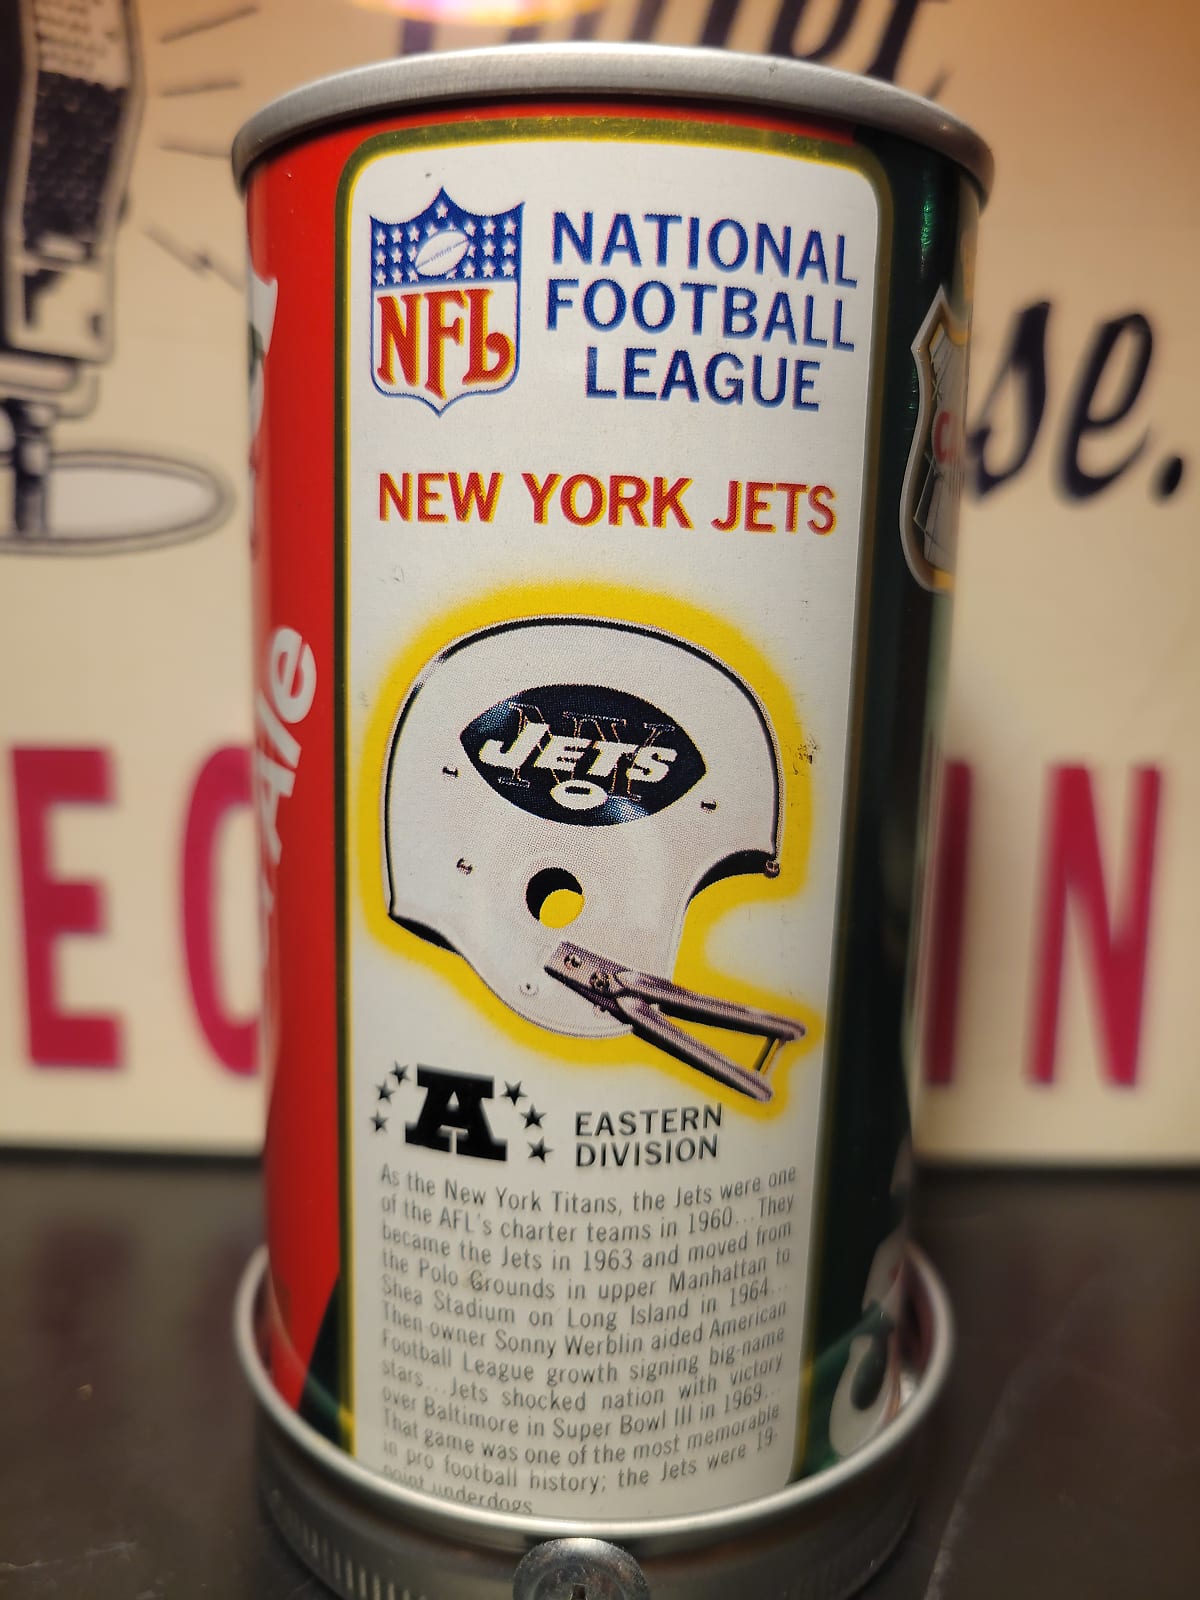 NFL
NATIONAL
FOOTBALL
LEAGUE
NEW YORK JETS
NY
JETS
A
EASTERN
DIVISION
As the New York Titans, the Jets were one
of the AFL's charter teams in 1960...They
became the Jets in 1963 and moved from
the Polo Grounds in upper Manhattan to
Shea Stadium on Long Island in 1964...
Then-owner Sonny Werblin aided American
Football League growth signing big-name
stars...Jets shocked nation with victory
over Baltimore in Super Bowl III in 1969...
That game was one of the most memorable
in pro football history; the Jets were 19-
point underdogs
Ale
se.
EC
IN